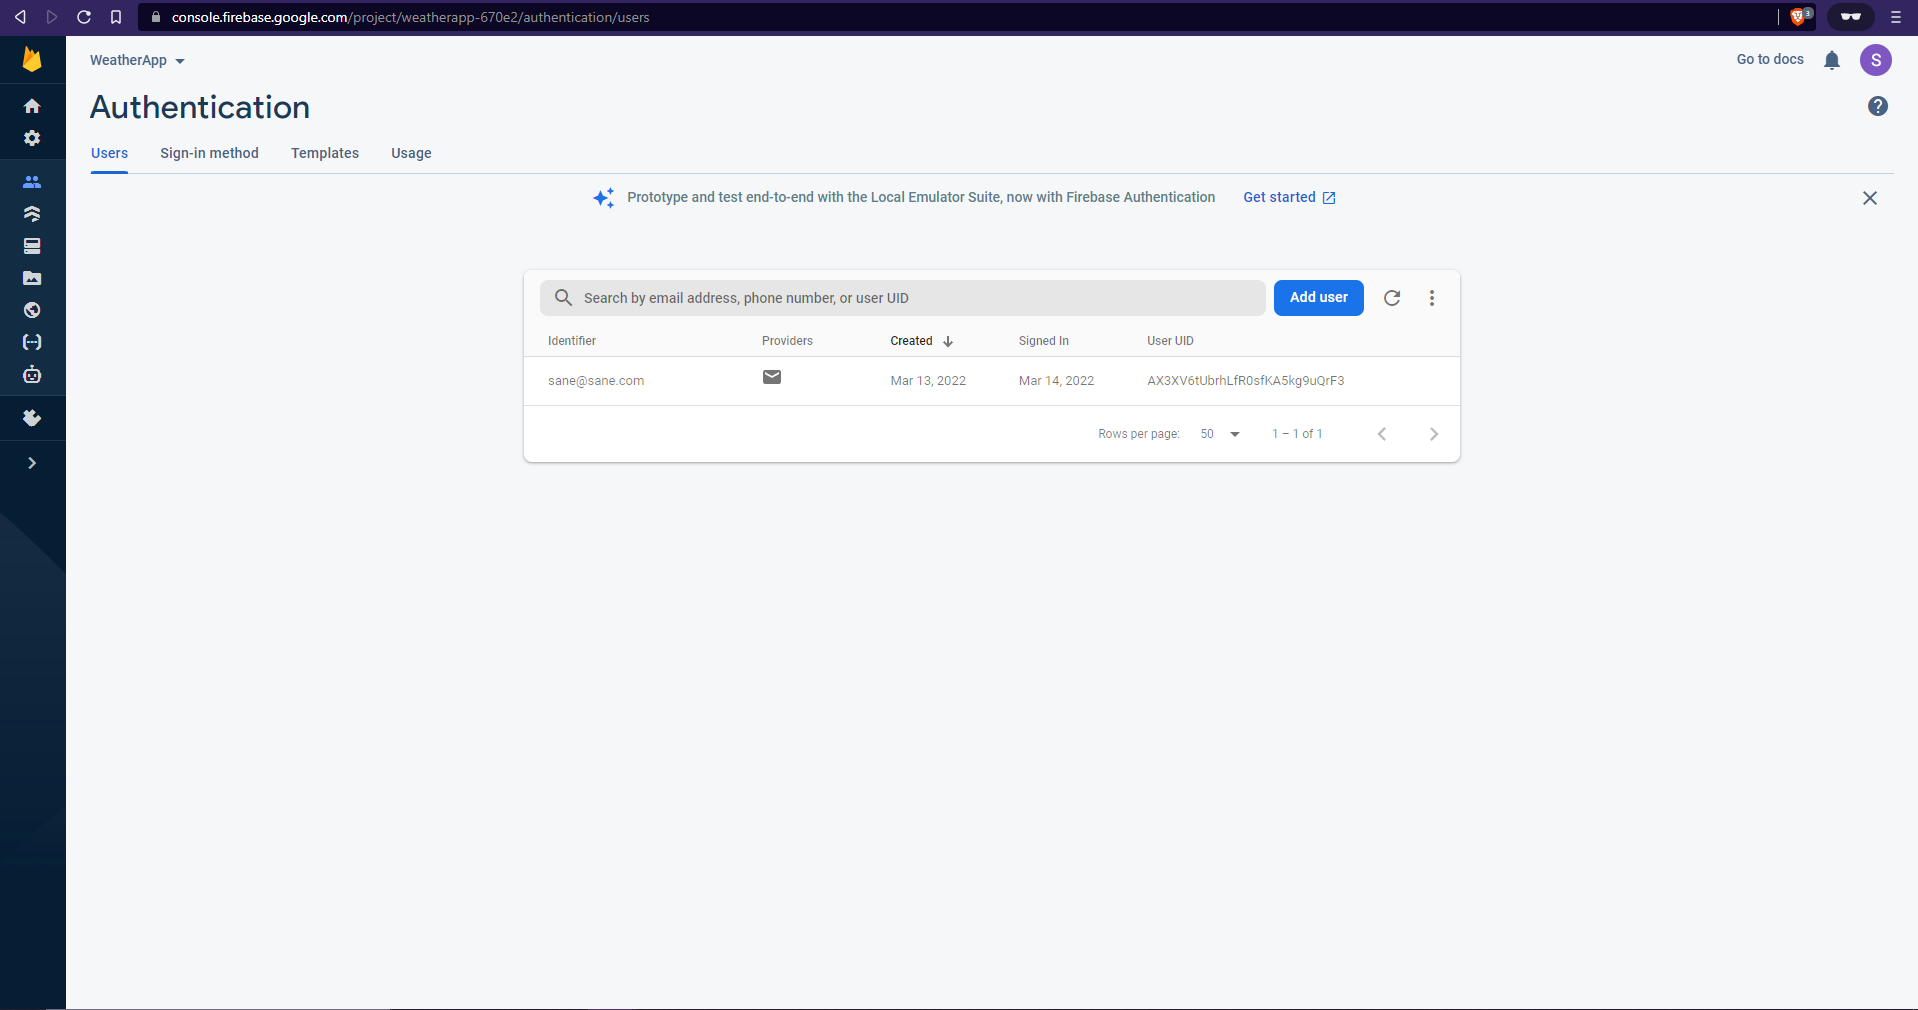 console.firebase.google.com/project/weatherapp-670e2/authentication/users
3
WeatherApp
Go to docs
S
Authentication
?
Users Sign-in method Templates Usage
Prototype and test end-to-end with the Local Emulator Suite, now with Firebase Authentication Get started
Search by email address, phone number, or user UID
Add user
Identifier Providers Created Signed In User UID
sane@sane.com Mar 13, 2022 Mar 14, 2022 AX3XV6tUbrhLfR0sfKA5kg9uQrF3
Rows per page: 50 1 – 1 of 1